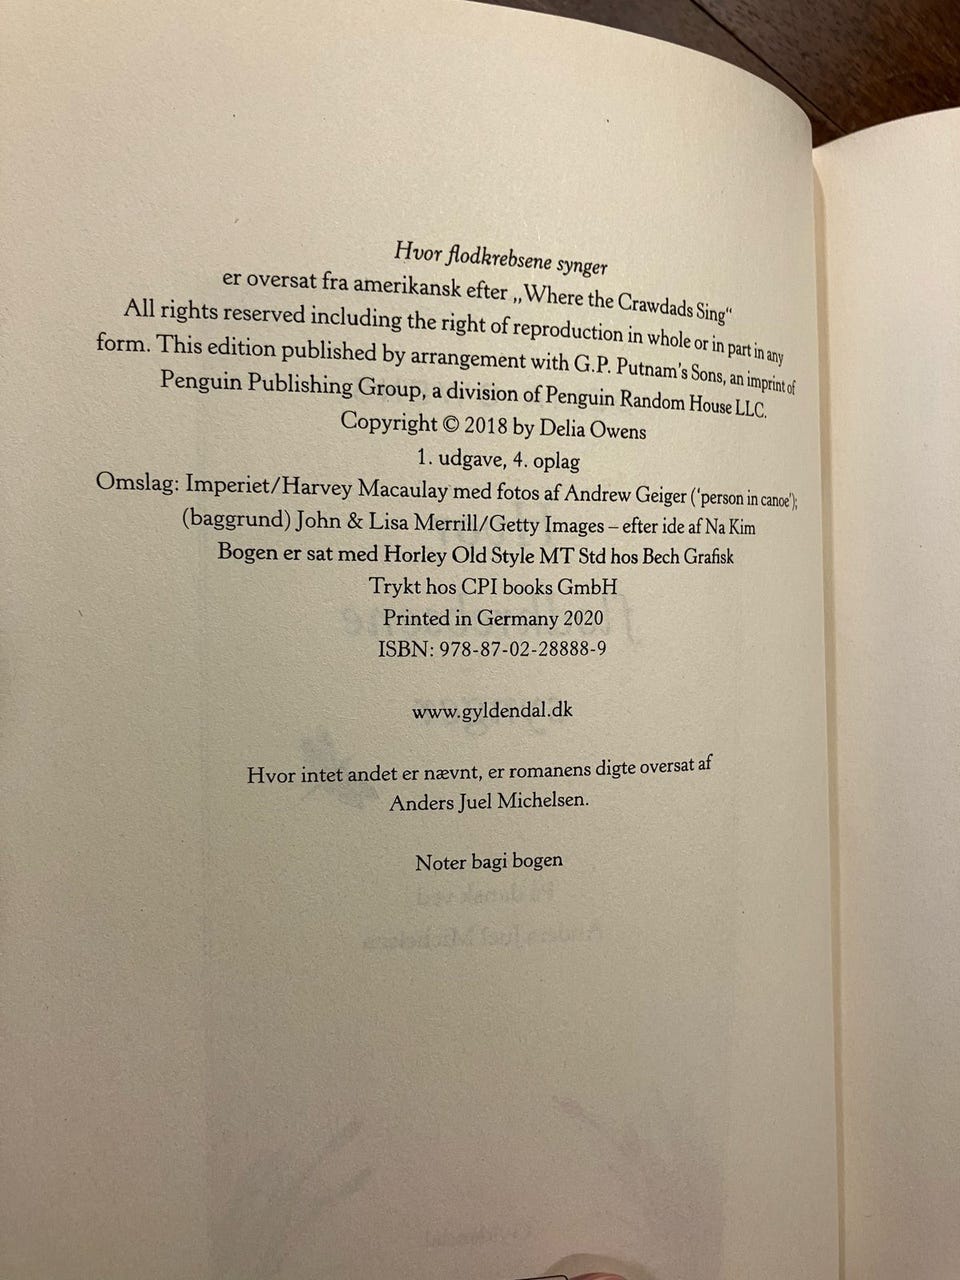 Hvor flodkrebsene synger
er oversat fra amerikansk efter „Where the Crawdads Sing“
All rights reserved including the right of reproduction in whole or in part in any
form. This edition published by arrangement with G.P. Putnam's Sons, an imprint of
Penguin Publishing Group, a division of Penguin Random House LLC.
Copyright © 2018 by Delia Owens
1. udgave, 4. oplag
Omslag: Imperiet/Harvey Macaulay med fotos af Andrew Geiger (‘person in canoe’);
(baggrund) John & Lisa Merrill/Getty Images – efter ide af Na Kim
Bogen er sat med Horley Old Style MT Std hos Bech Grafisk
Trykt hos CPI books GmbH
Printed in Germany 2020
ISBN: 978-87-02-28888-9
www.gyldendal.dk
Hvor intet andet er nævnt, er romanens digte oversat af
Anders Juel Michelsen.
Noter bagi bogen